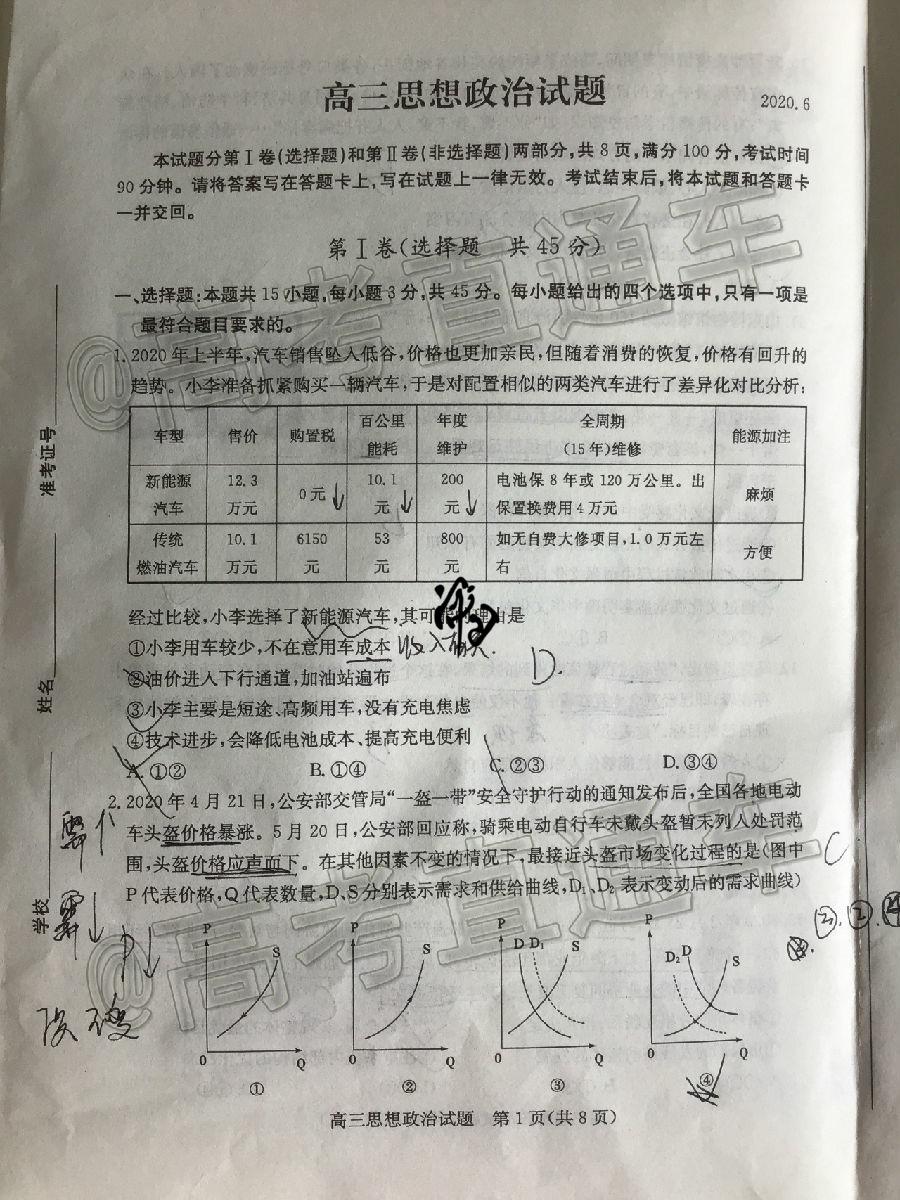 高三思想政治试题
2020.6
本试题分第Ⅰ卷(选择题)和第Ⅱ卷(非选择题)两部分,共8页,满分100分,考试时间
90分钟。请将答案写在答题卡上,写在试题上一律无效。考试结束后,将本试题和答题卡
一并交回。
第Ⅰ卷(选择题 共45分)
一、选择题:本题共15小题,每小题3分,共45分。每小题给出的四个选项中,只有一项是
最符合题目要求的。
1.2020年上半年,汽车销售坠入低谷,价格也更加亲民,但随着消费的恢复,价格有回升的
趋势。小李准备抓紧购买一辆汽车,于是对配置相似的两类汽车进行了差异化对比分析:
车型 售价 购置税 百公里能耗 年度维护 全周期(15年)维修 能源加注
新能源汽车 12.3万元 0元 10.1元 200元 电池保8年或120万公里。出保置换费用4万元 麻烦
传统燃油汽车 10.1万元 6150元 53元 800元 如无自费大修项目,1.0万元左右 方便
经过比较,小李选择了新能源汽车,其可能的理由是
①小李用车较少,不在意用车成本 收入
D.
②油价进入下行通道,加油站遍布
③小李主要是短途、高频用车,没有充电焦虑
④技术进步,会降低电池成本、提高充电便利
A.①② B.①④ C.②③ D.③④
2.2020年4月21日,公安部交管局“一盔一带”安全守护行动的通知发布后,全国各地电动
车头盔价格暴涨。5月20日,公安部回应称,骑乘电动自行车未戴头盔暂未列入处罚范
围,头盔价格应声而下。在其他因素不变的情况下,最接近头盔市场变化过程的是(图中
C
P代表价格,Q代表数量,D、S分别表示需求和供给曲线,D₁、D₂表示变动后的需求曲线)
P S 0 Q ①
P S 0 Q ②
P D D₁ S 0 Q ③
P D₂ D S 0 Q ④
高三思想政治试题 第1页(共8页)
准考证号
姓名
学校
@高考直通车
@高考直通车